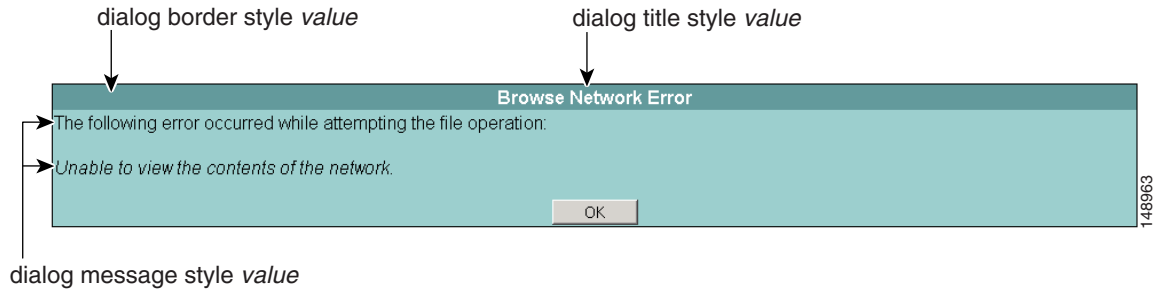 dialog border style value
dialog title style value
Browse Network Error
The following error occurred while attempting the file operation:
Unable to view the contents of the network.
OK
148963
dialog message style value